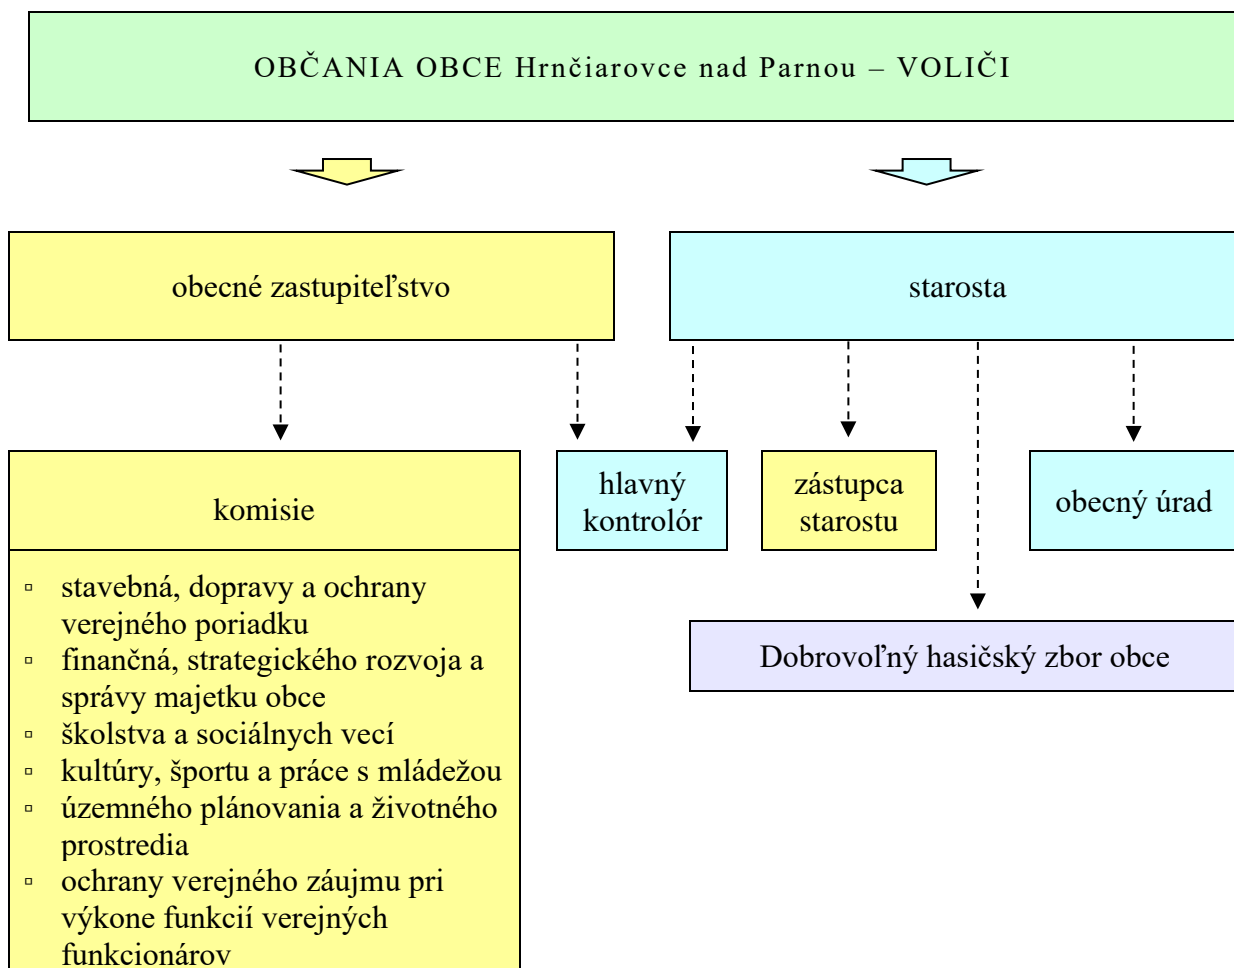 OBČANIA OBCE Hrnčiarovce nad Parnou – VOLIČI
obecné zastupiteľstvo
starosta
komisie
▫ stavebná, dopravy a ochrany
verejného poriadku
▫ finančná, strategického rozvoja a
správy majetku obce
▫ školstva a sociálnych vecí
▫ kultúry, športu a práce s mládežou
▫ územného plánovania a životného
prostredia
▫ ochrany verejného záujmu pri
výkone funkcií verejných
funkcionárov
hlavný
kontrolór
zástupca
starostu
obecný úrad
Dobrovoľný hasičský zbor obce